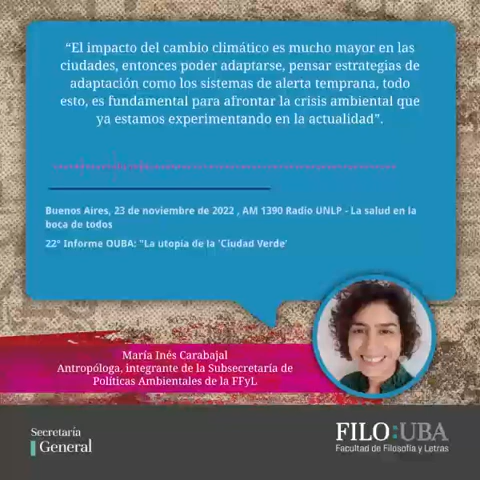 “El impacto del cambio climático es mucho mayor en las
ciudades, entonces poder adaptarse, pensar estrategias de
adaptación como los sistemas de alerta temprana, todo
esto, es fundamental para afrontar la crisis ambiental que
ya estamos experimentando en la actualidad”.
Buenos Aires, 23 de noviembre de 2022 , AM 1390 Radio UNLP - La salud en la
boca de todos
22° Informe OUBA: "La utopía de la 'Ciudad Verde'
María Inés Carabajal
Antropóloga, integrante de la Subsecretaría de
Políticas Ambientales de la FFyL
Secretaría
General
FILO:UBA
Facultad de Filosofía y Letras